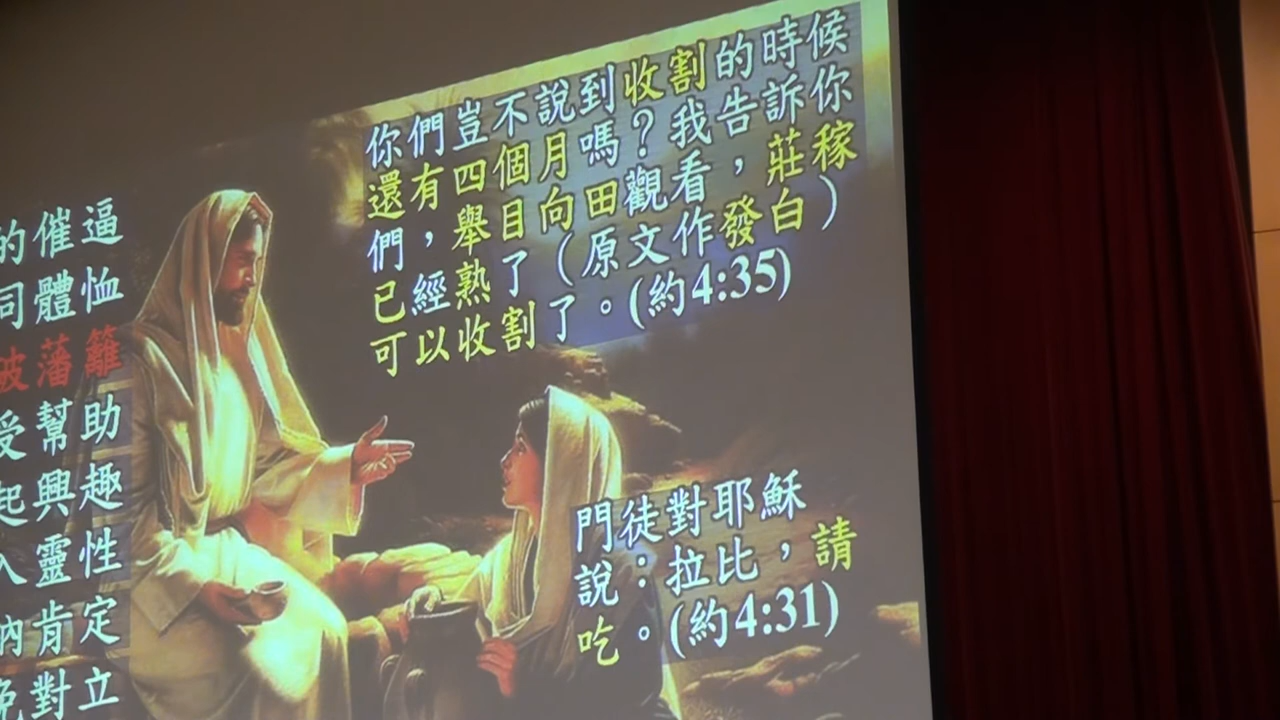 你們豈不說到收割的時候
還有四個月嗎？我告訴你
們，舉目向田觀看，莊稼
已經熟了（原文作發白）
可以收割了。(約4:35)
的催逼
同體恤
破藩籬
受幫助
起興趣
入靈性
納肯定
免對立
門徒對耶穌
說：拉比，請
吃。(約4:31)